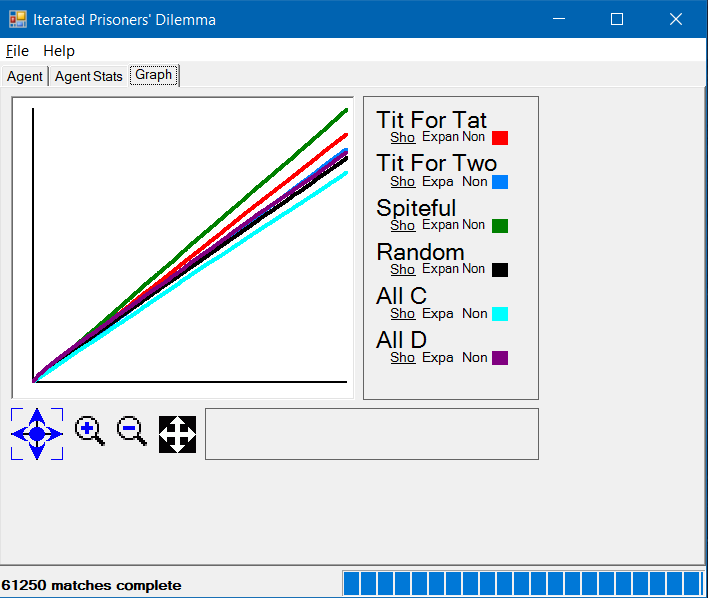 Iterated Prisoners' Dilemma
File Help
Agent Agent Stats Graph
Tit For Tat
Sho Expan Non
Tit For Two
Sho Expa Non
Spiteful
Sho Expan Non
Random
Sho Expan Non
All C
Sho Expa Non
All D
Sho Expa Non
61250 matches complete